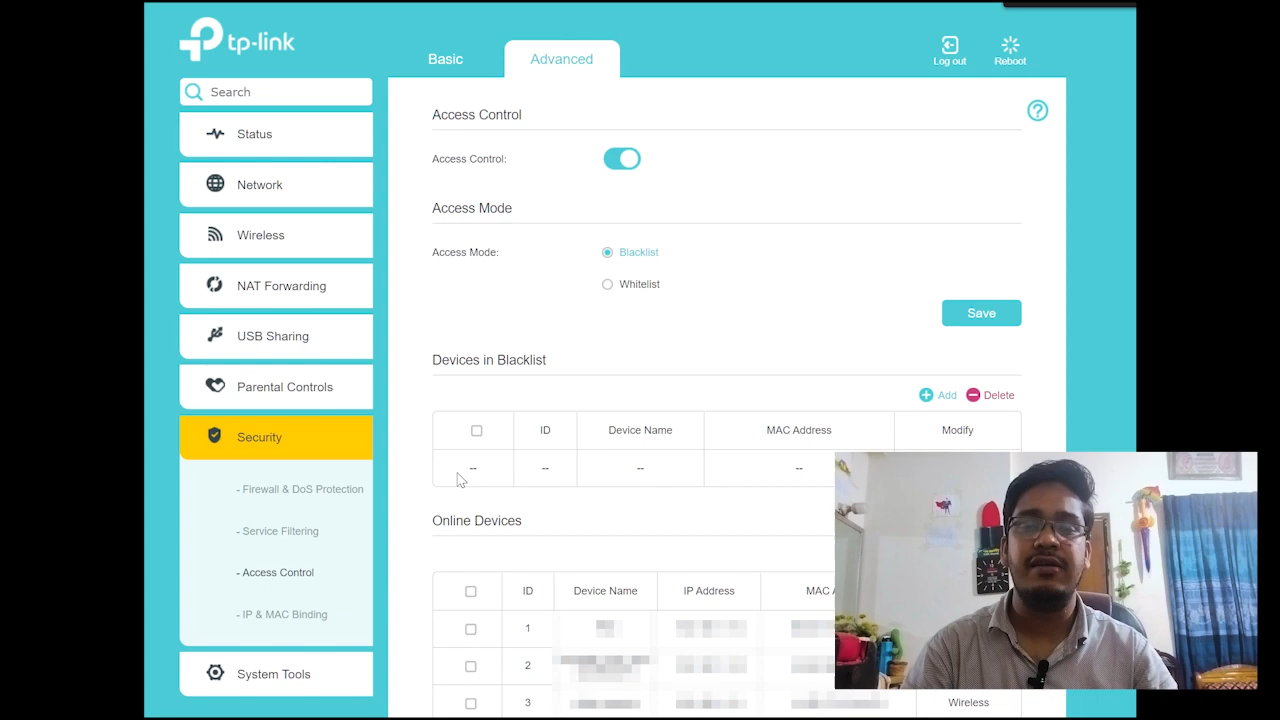 tp-link
Basic
Advanced
Log out
Reboot
Search
Status
Network
Wireless
NAT Forwarding
USB Sharing
Parental Controls
Security
- Firewall & DoS Protection
- Service Filtering
- Access Control
- IP & MAC Binding
System Tools
Access Control
Access Control:
Access Mode
Access Mode:
Blacklist
Whitelist
Save
Devices in Blacklist
Add
Delete
ID
Device Name
MAC Address
Modify
--
--
--
--
Online Devices
ID
Device Name
IP Address
MAC
1
2
3
Wireless